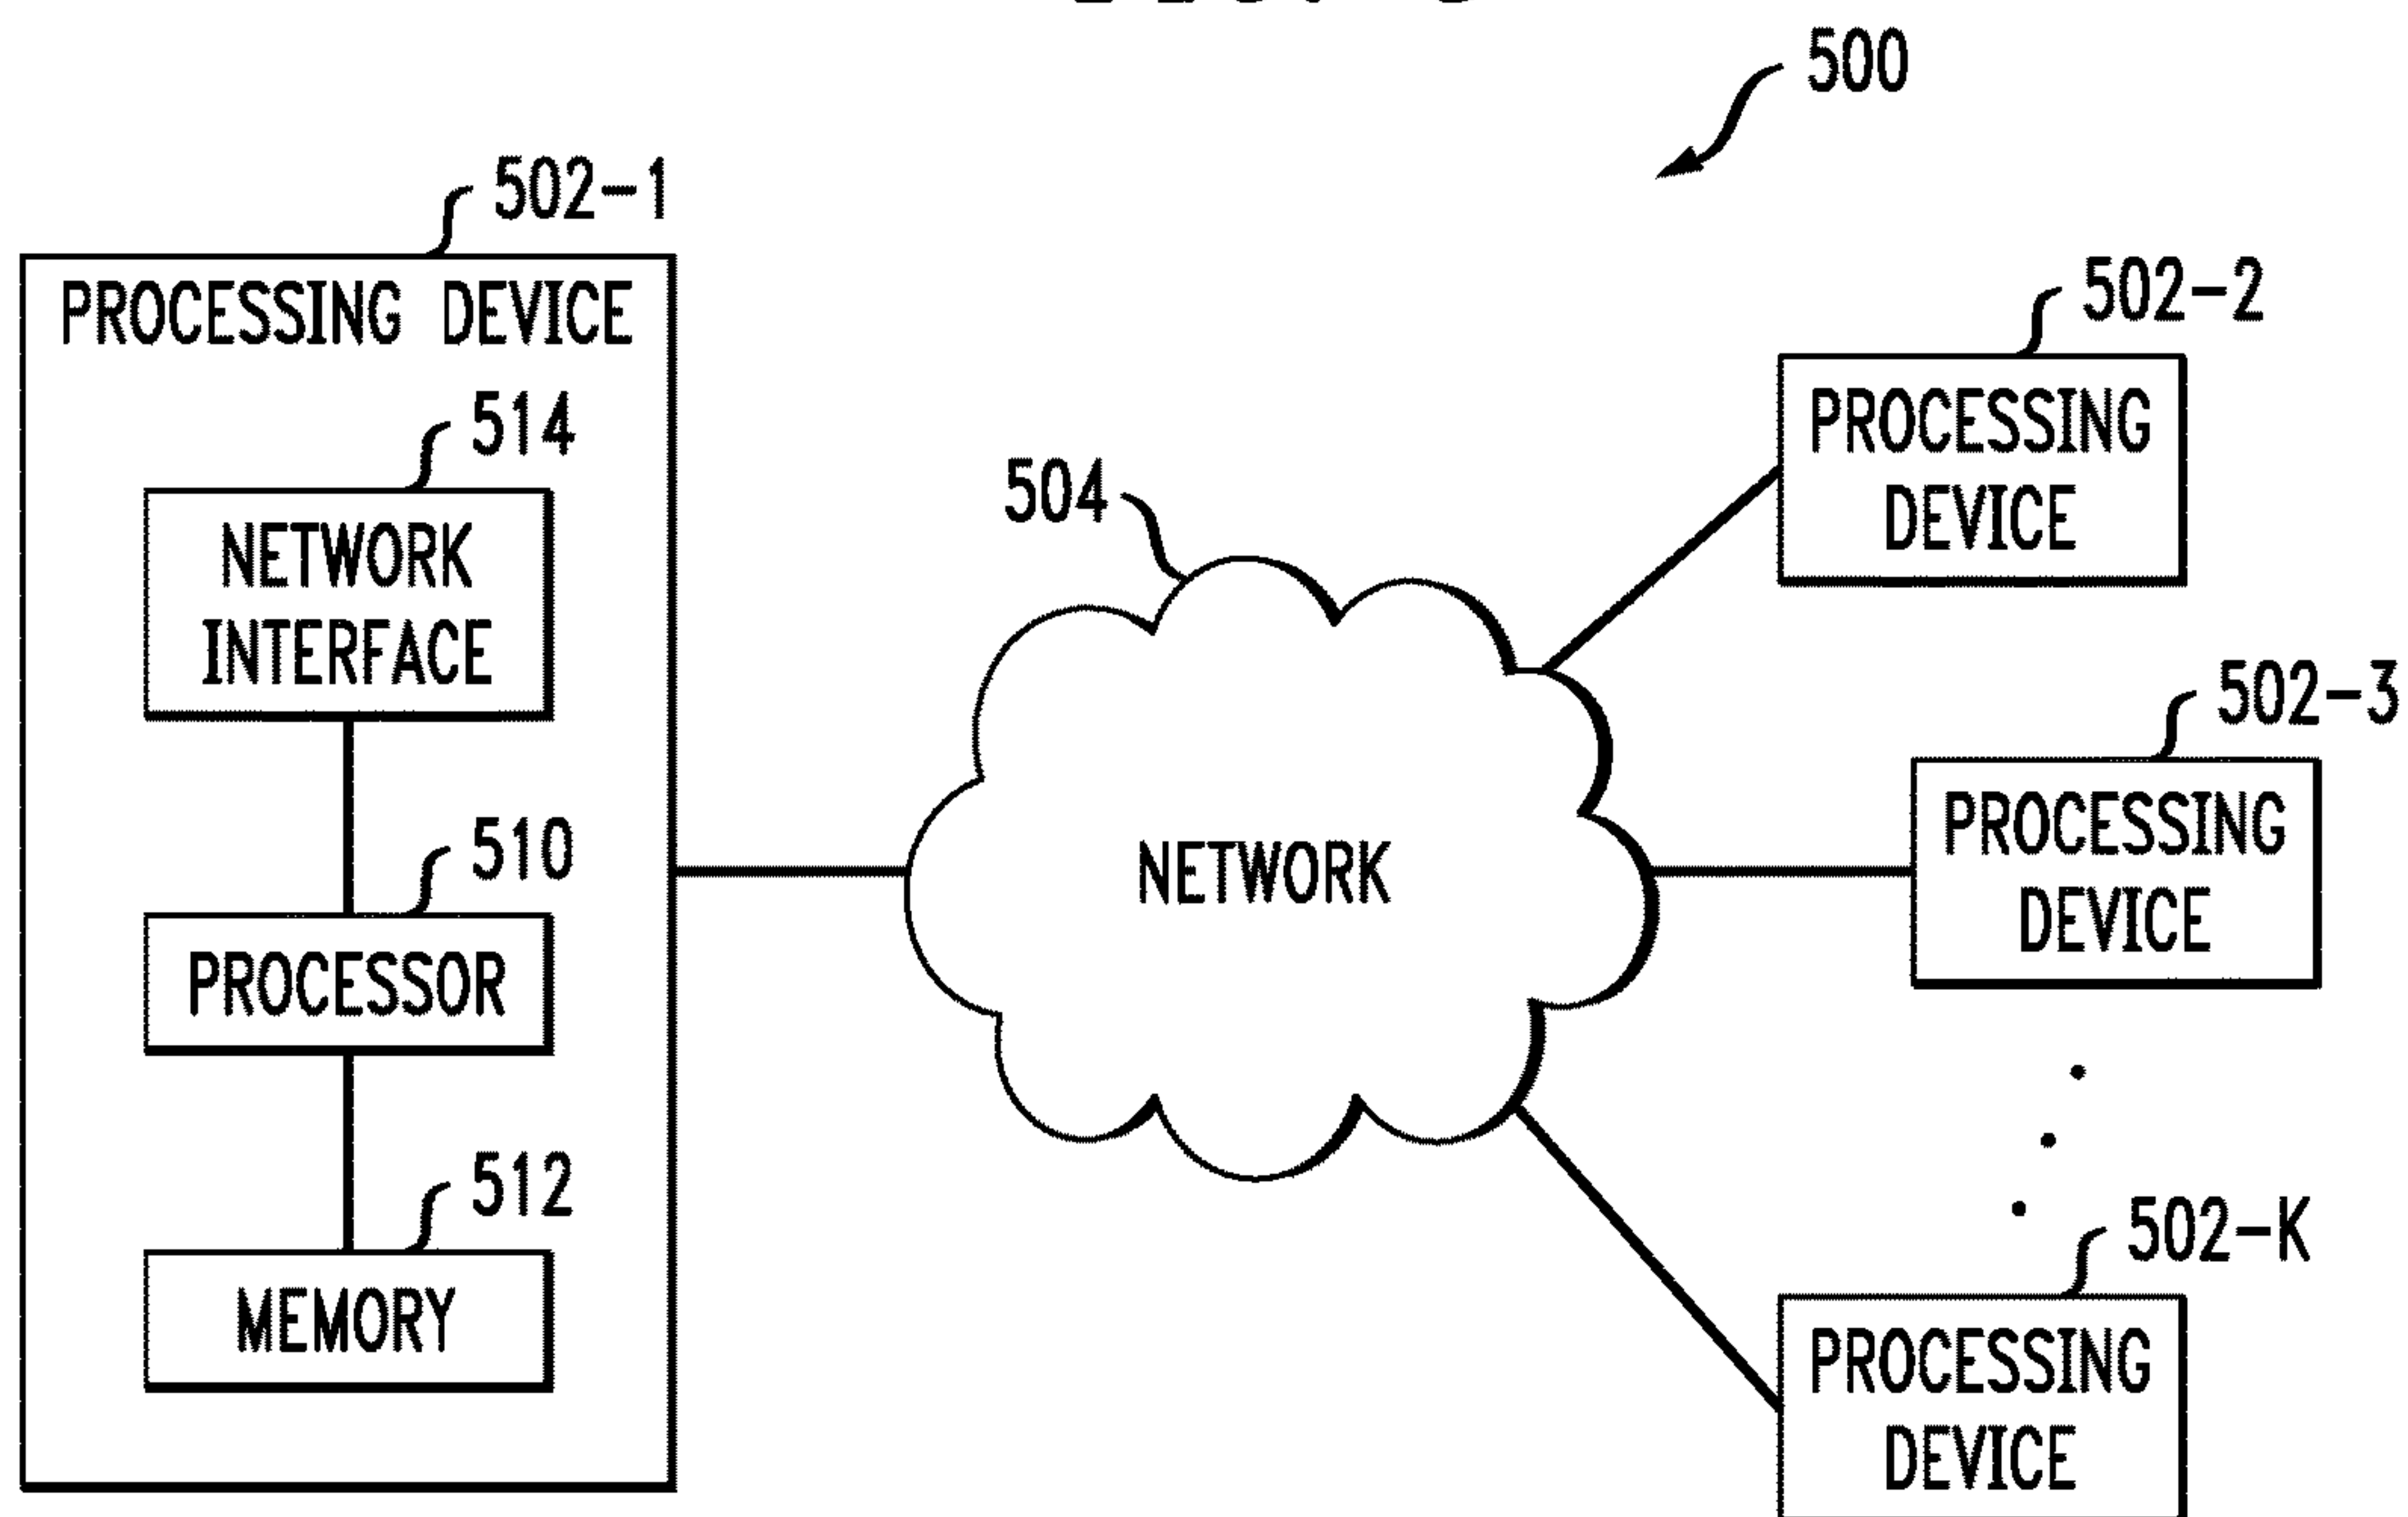 500
502-1
PROCESSING DEVICE
514
NETWORK
INTERFACE
510
PROCESSOR
512
MEMORY
504
NETWORK
502-2
PROCESSING
DEVICE
502-3
PROCESSING
DEVICE
502-K
PROCESSING
DEVICE